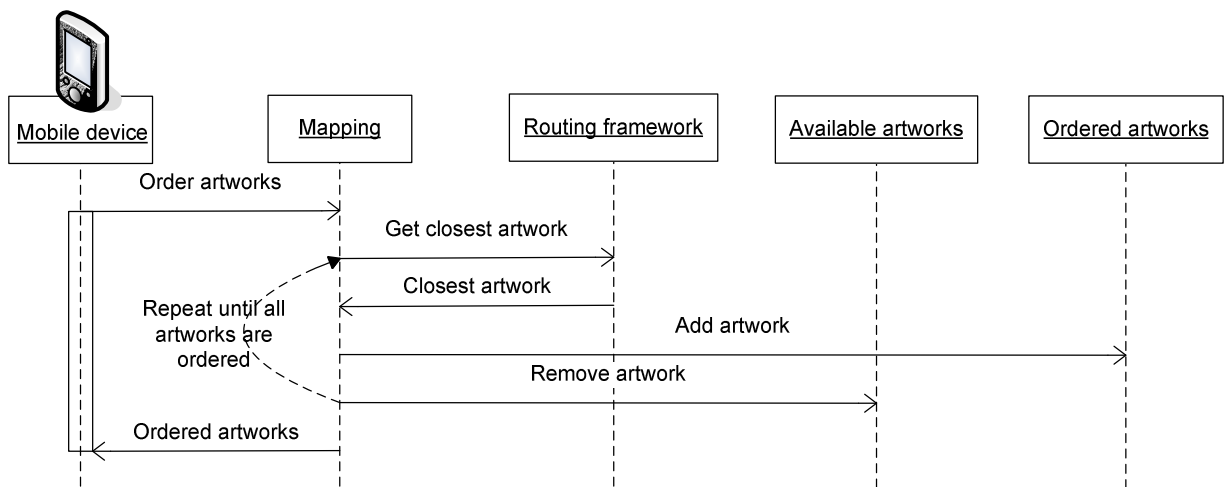 Mobile device
Mapping
Routing framework
Available artworks
Ordered artworks
Order artworks
Get closest artwork
Closest artwork
Repeat until all
artworks are
ordered
Add artwork
Remove artwork
Ordered artworks